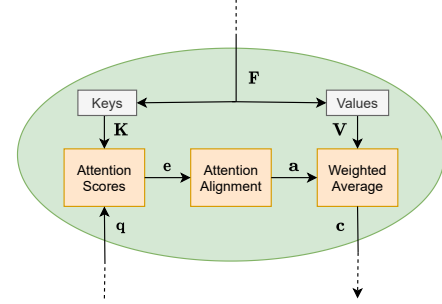 F
Keys
Values
K
V
Attention
Scores
e
Attention
Alignment
a
Weighted
Average
q
c